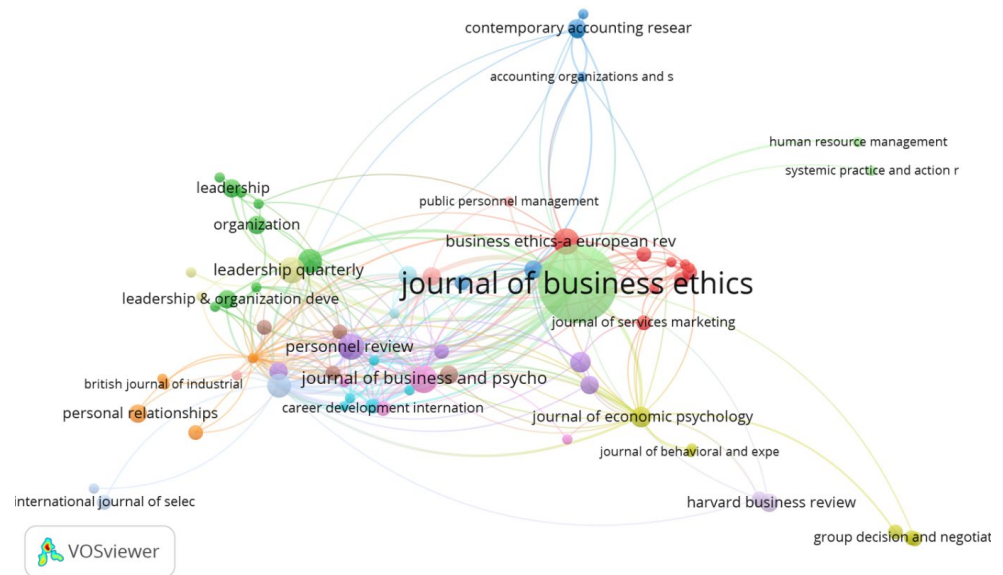 contemporary accounting resear
accounting organizations and s
human resource management
systemic practice and action r
leadership
public personnel management
organization
business ethics-a european rev
leadership quarterly
journal of business ethics
leadership & organization deve
journal of services marketing
personnel review
journal of business and psycho
british journal of industrial
career development internation
personal relationships
journal of economic psychology
journal of behavioral and expe
international journal of selec
harvard business review
group decision and negotiat
VOSviewer